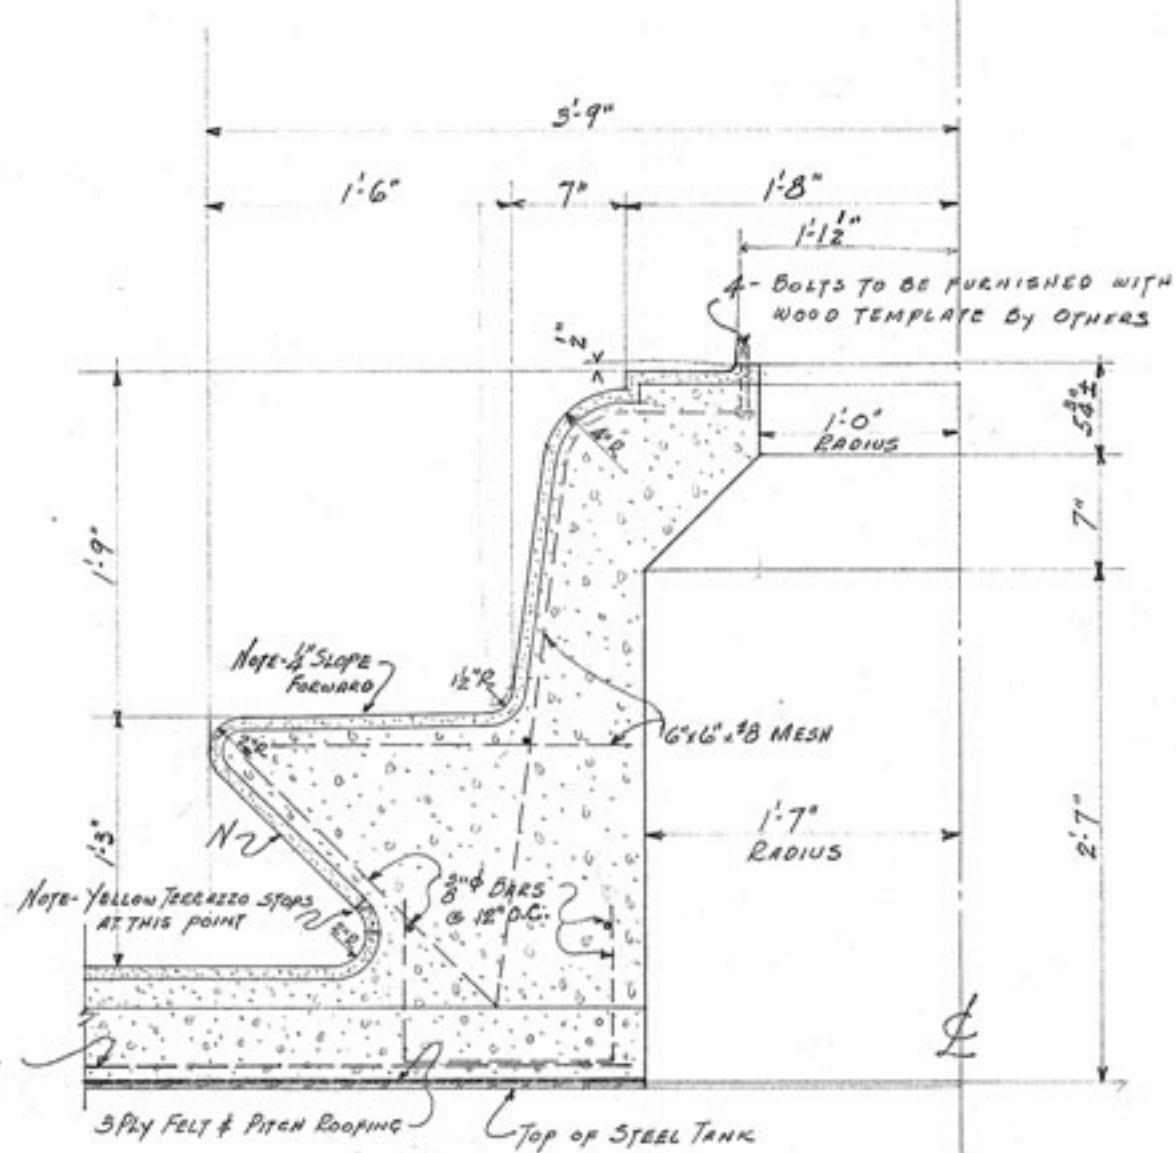 3'-9"
1'-6"
7"
1'-8"
1'-1½"
4- BOLTS TO BE FURNISHED WITH
WOOD TEMPLATE BY OTHERS
½"
1'-0"
RADIUS
4"R.
7"
1'-9"
NOTE-¼" SLOPE
FORWARD
1½"R.
6"x6"x#8 MESH
1'-7"
RADIUS
2'-7"
1'-3"
N
NOTE- YELLOW TERRAZZO STOPS
AT THIS POINT
⅜"φ BARS
@ 12" O.C.
2"R.
℄
3 PLY FELT & PITCH ROOFING
TOP OF STEEL TANK